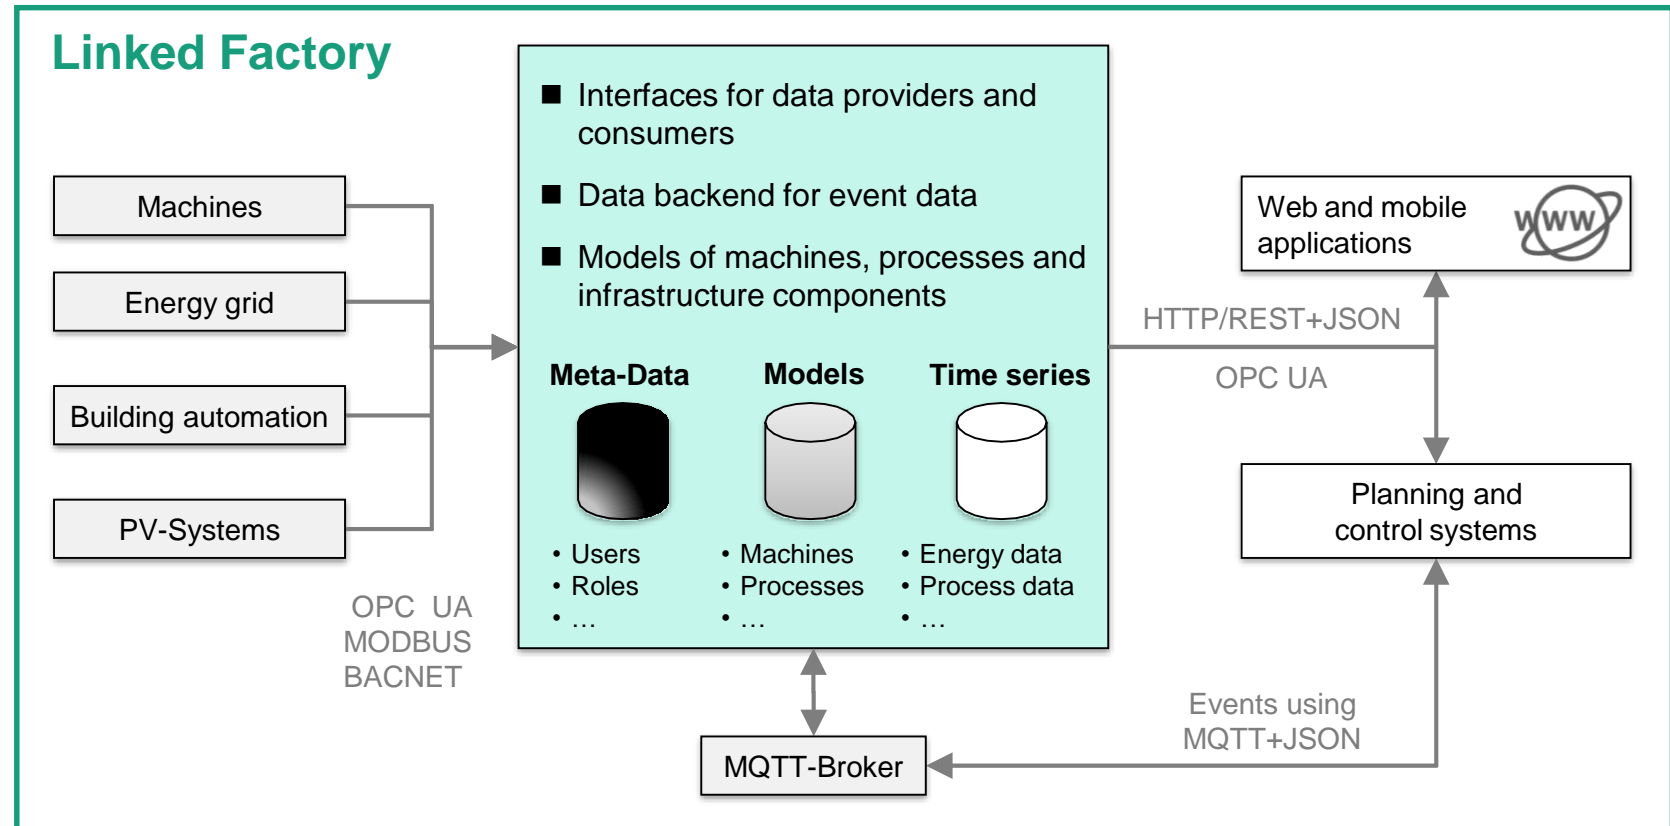 Linked Factory
Machines
Energy grid
Building automation
PV-Systems
OPC UA
MODBUS
BACNET
■ Interfaces for data providers and
consumers
■ Data backend for event data
■ Models of machines, processes and
infrastructure components
Meta-Data
• Users
• Roles
• …
Models
• Machines
• Processes
• …
Time series
• Energy data
• Process data
• …
HTTP/REST+JSON
OPC UA
Web and mobile
applications
www
Planning and
control systems
Events using
MQTT+JSON
MQTT-Broker